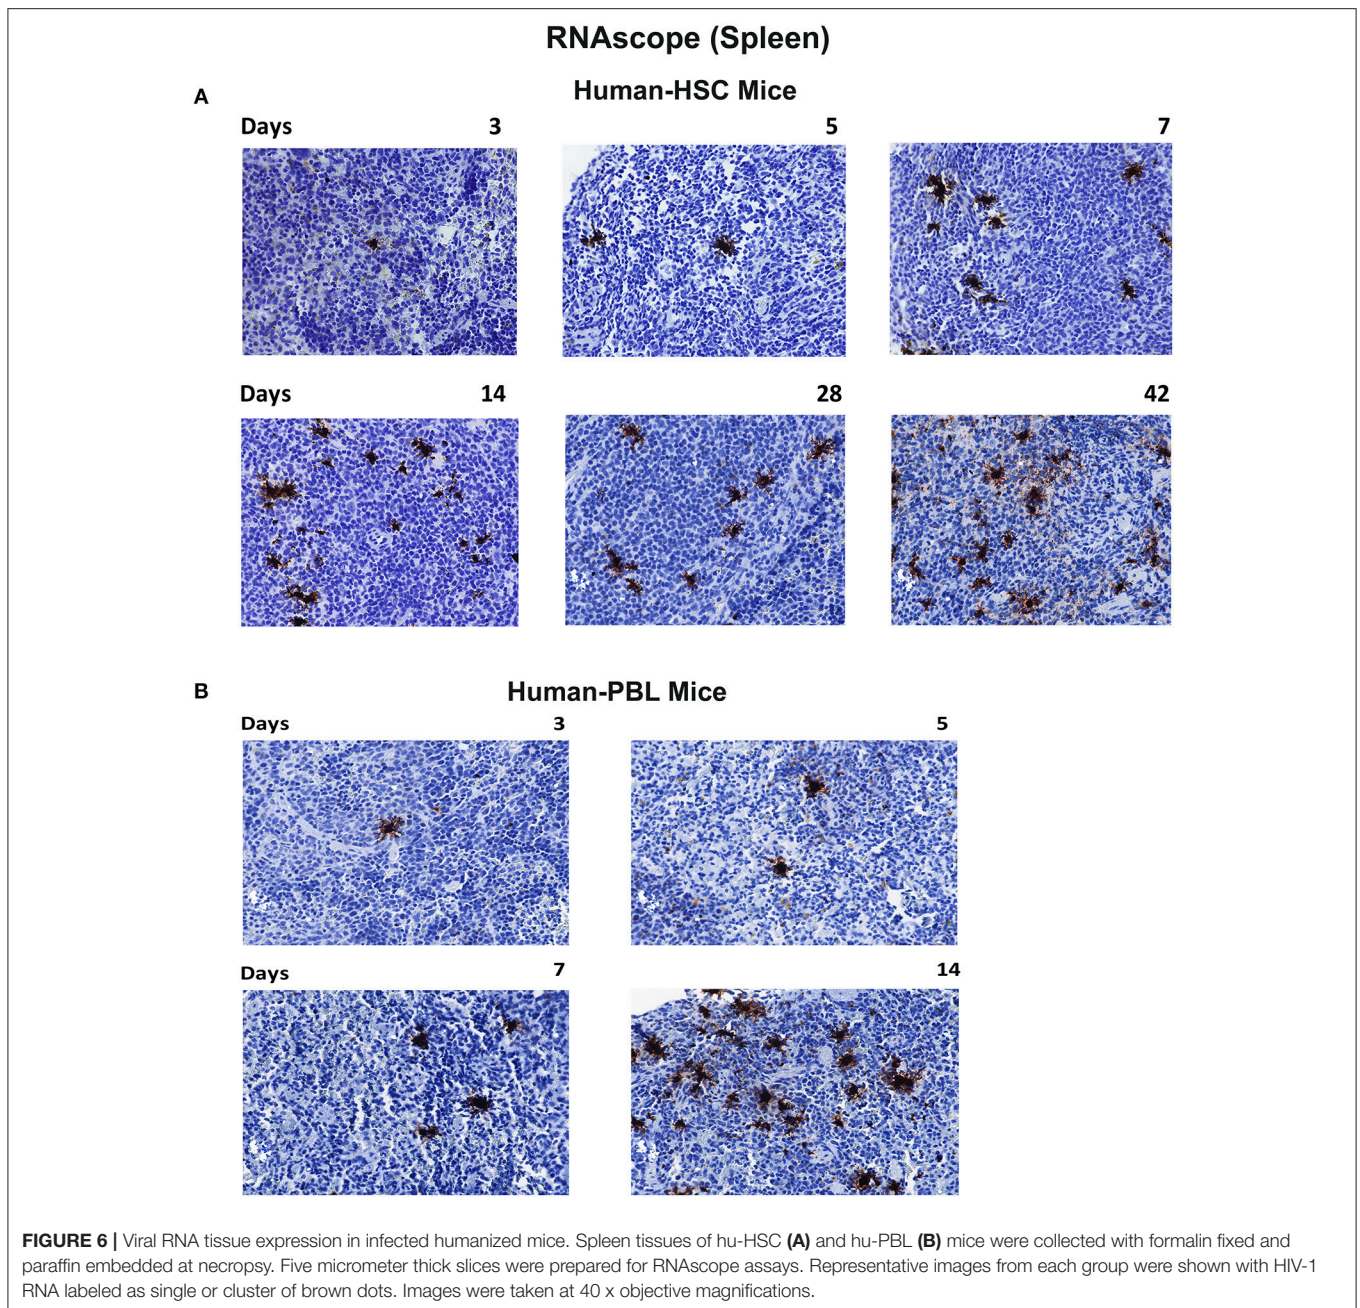 RNAscope (Spleen)
A
Human-HSC Mice
Days 3 5 7
Days 14 28 42
B
Human-PBL Mice
Days 3 5
Days 7 14
FIGURE 6 | Viral RNA tissue expression in infected humanized mice. Spleen tissues of hu-HSC (A) and hu-PBL (B) mice were collected with formalin fixed and
paraffin embedded at necropsy. Five micrometer thick slices were prepared for RNAscope assays. Representative images from each group were shown with HIV-1
RNA labeled as single or cluster of brown dots. Images were taken at 40 x objective magnifications.